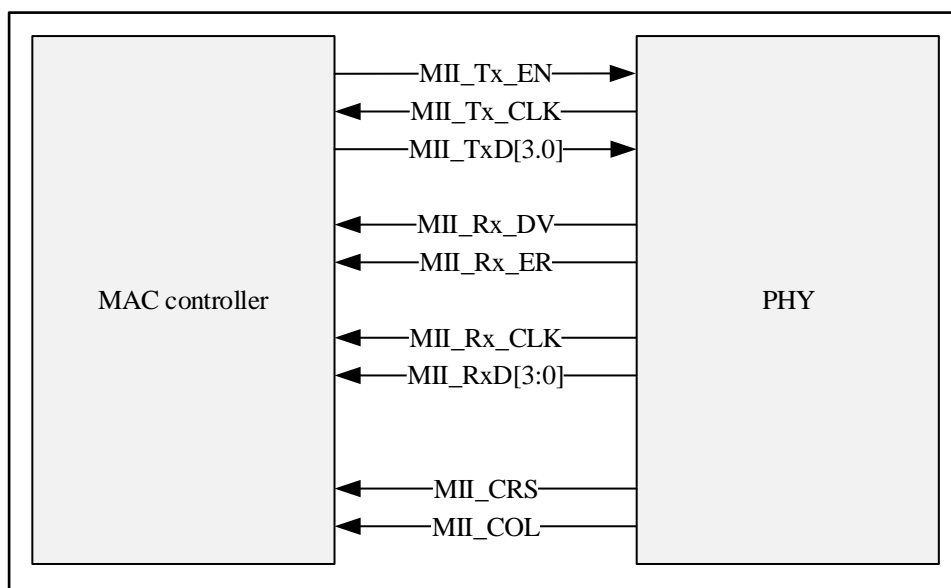 MII_Tx_EN
MII_Tx_CLK
MII_TxD[3.0]
MII_Rx_DV
MII_Rx_ER
MAC controller
PHY
MII_Rx_CLK
MII_RxD[3:0]
MII_CRS
MII_COL